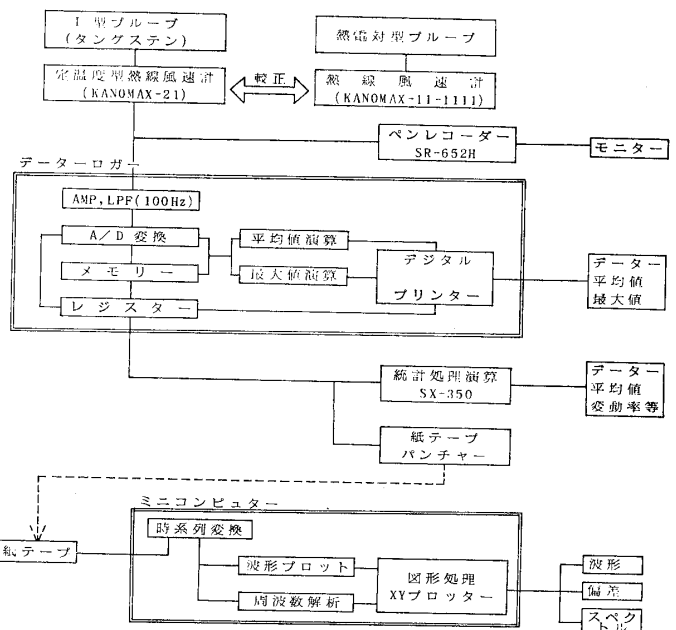 I 型プルーブ
(タングステン)
熱電対型プルーブ
定温度型熱線風速計
(KANOMAX-21)
較正
熱線風速計
(KANOMAX-11-1111)
ペンレコーダー
SR-652H
モニター
データーロガー
AMP,LPF(100Hz)
A/D 変換
平均値演算
デジタル
プリンター
メモリー
最大値演算
レジスター
データー
平均値
最大値
統計処理演算
SX-350
データー
平均値
変動率等
紙テープ
パンチャー
ミニコンピュター
時系列変換
紙テープ
波形プロット
図形処理
XYプロッター
周波数解析
波形
偏差
スペク
トル